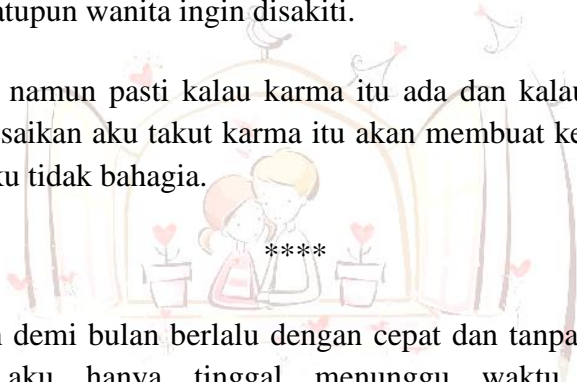 atupun wanita ingin disakiti.
namun pasti kalau karma itu ada dan kalau
saikan aku takut karma itu akan membuat ke
ku tidak bahagia.
****
n demi bulan berlalu dengan cepat dan tanpa
aku hanya tinggal menunggu waktu